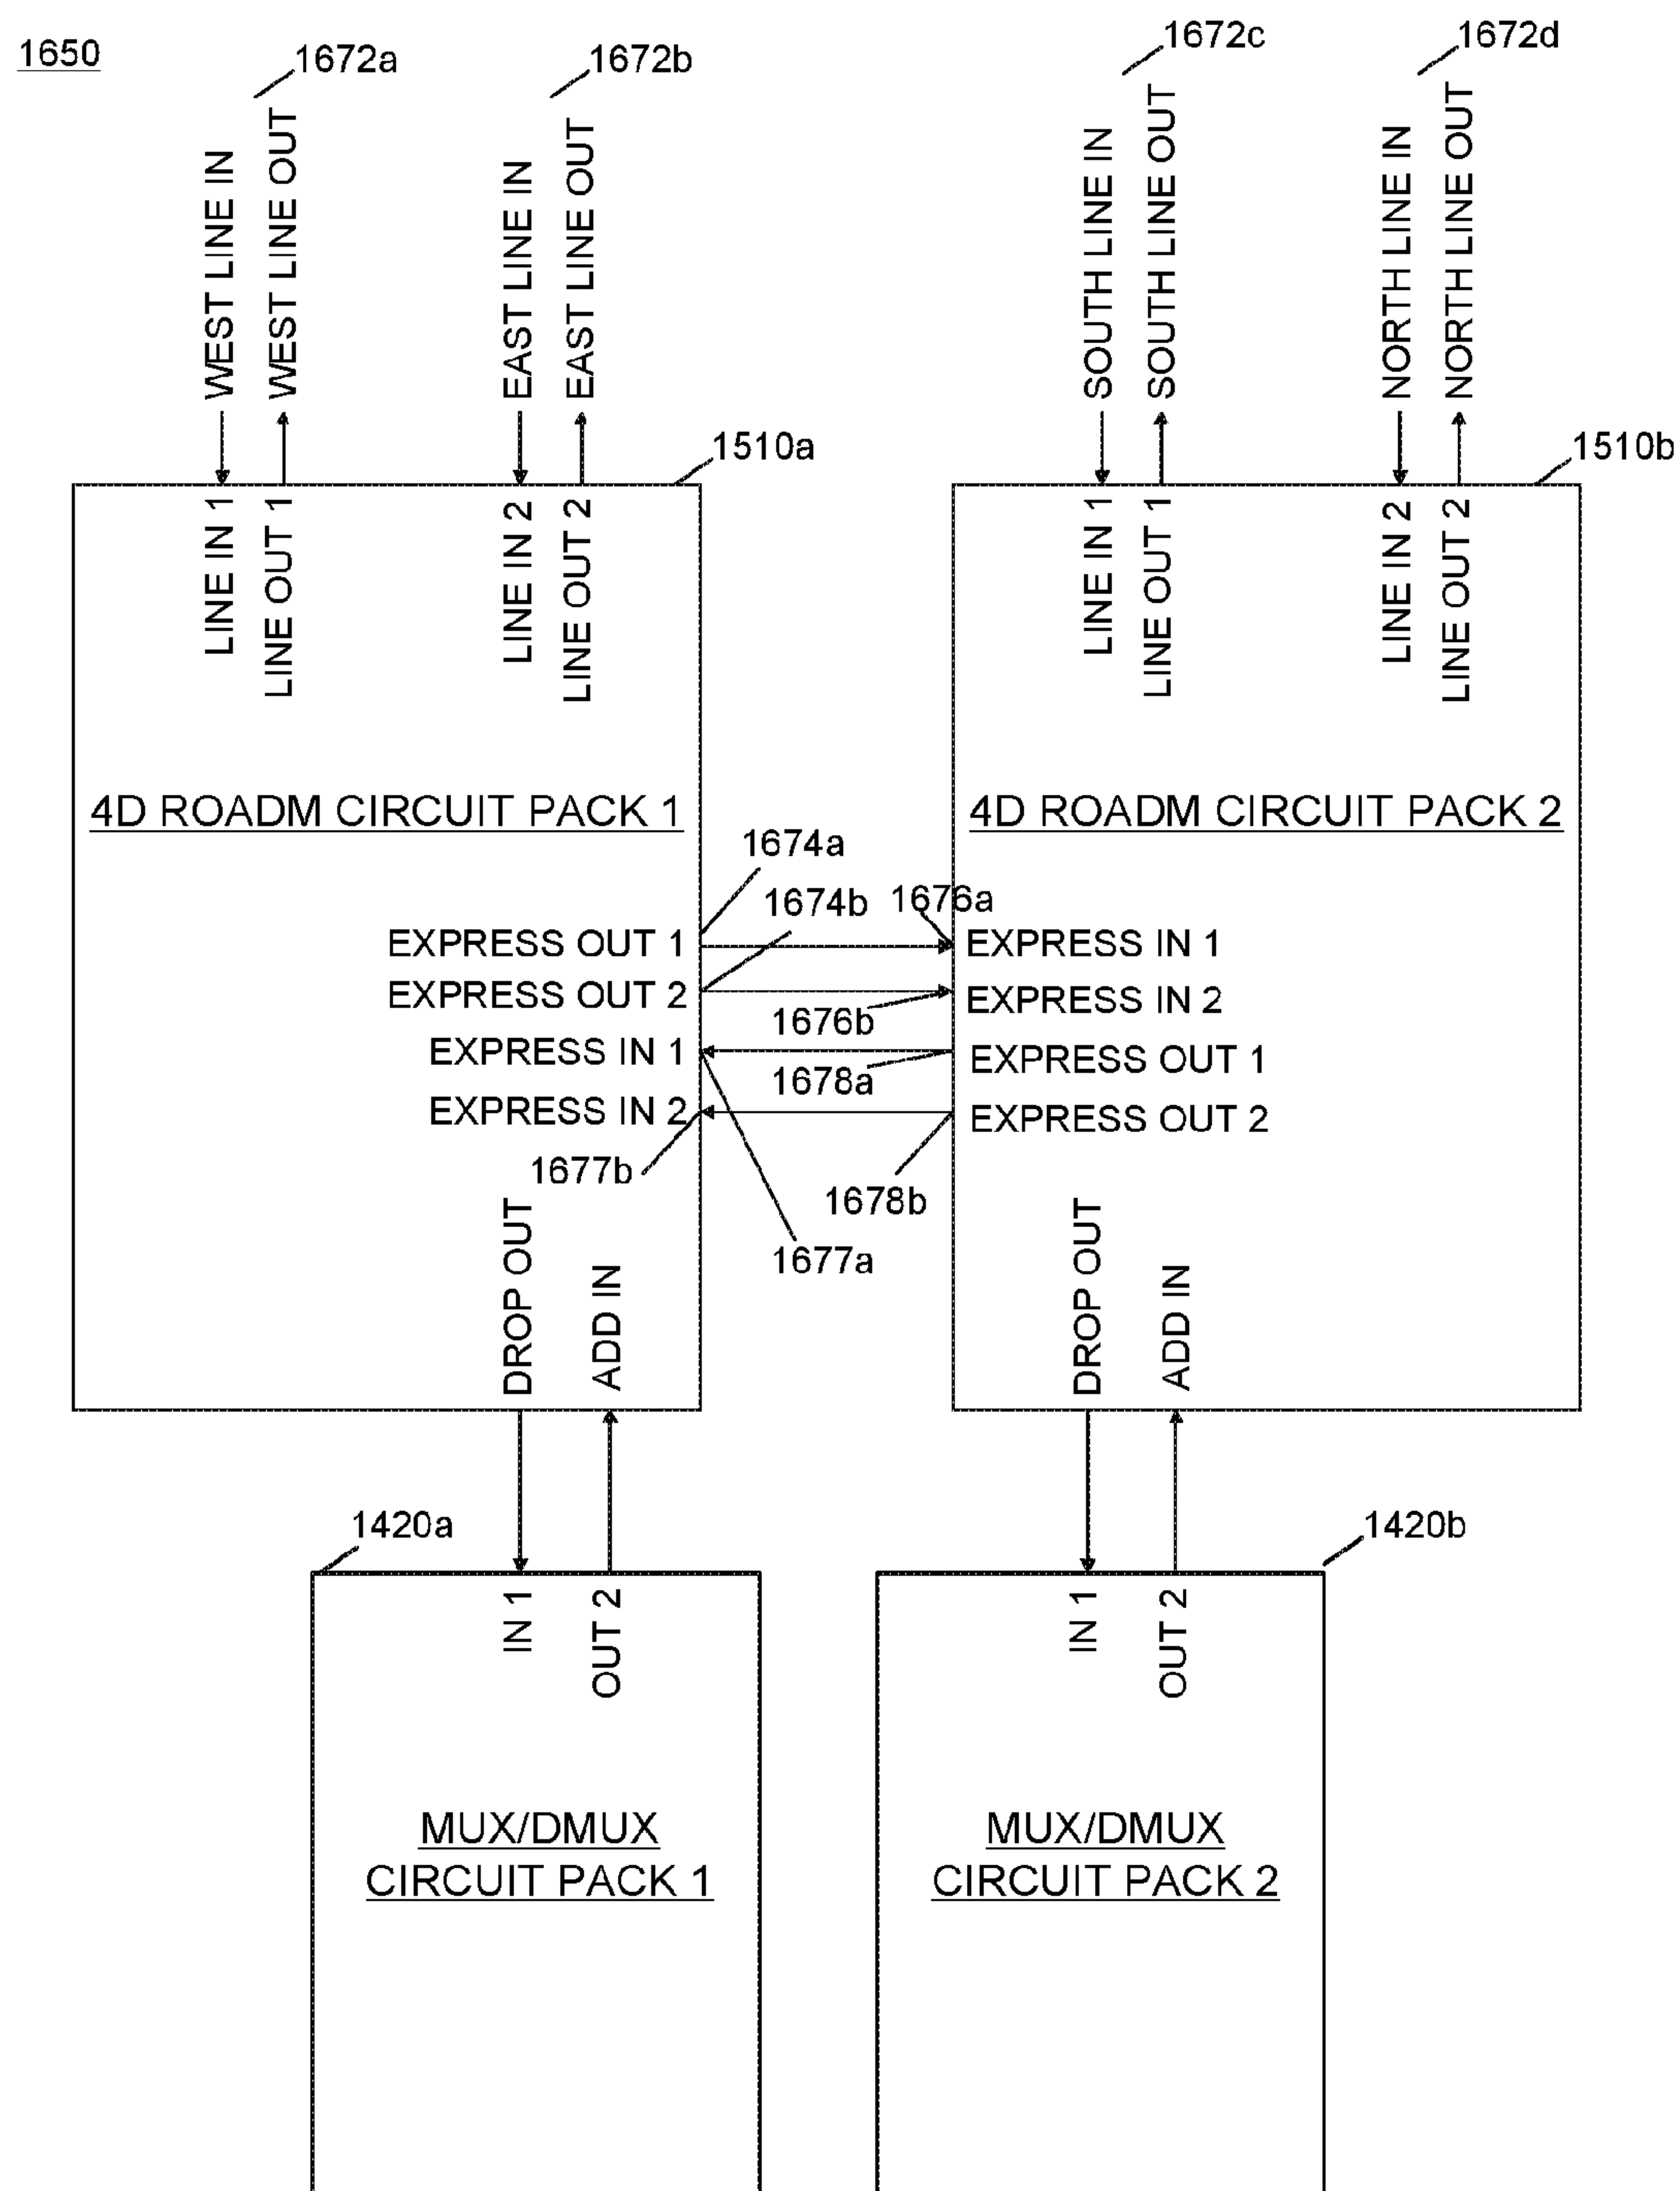 1650
1672a
1672b
1672c
1672d
WEST LINE IN
WEST LINE OUT
EAST LINE IN
EAST LINE OUT
SOUTH LINE IN
SOUTH LINE OUT
NORTH LINE IN
NORTH LINE OUT
1510a
1510b
LINE IN 1
LINE OUT 1
LINE IN 2
LINE OUT 2
LINE IN 1
LINE OUT 1
LINE IN 2
LINE OUT 2
4D ROADM CIRCUIT PACK 1
4D ROADM CIRCUIT PACK 2
1674a
1674b
1676a
EXPRESS OUT 1
EXPRESS IN 1
EXPRESS OUT 2
EXPRESS IN 2
1676b
EXPRESS IN 1
EXPRESS OUT 1
1678a
EXPRESS IN 2
EXPRESS OUT 2
1677b
1678b
1677a
DROP OUT
ADD IN
DROP OUT
ADD IN
1420a
1420b
IN 1
OUT 2
IN 1
OUT 2
MUX/DMUX
CIRCUIT PACK 1
MUX/DMUX
CIRCUIT PACK 2